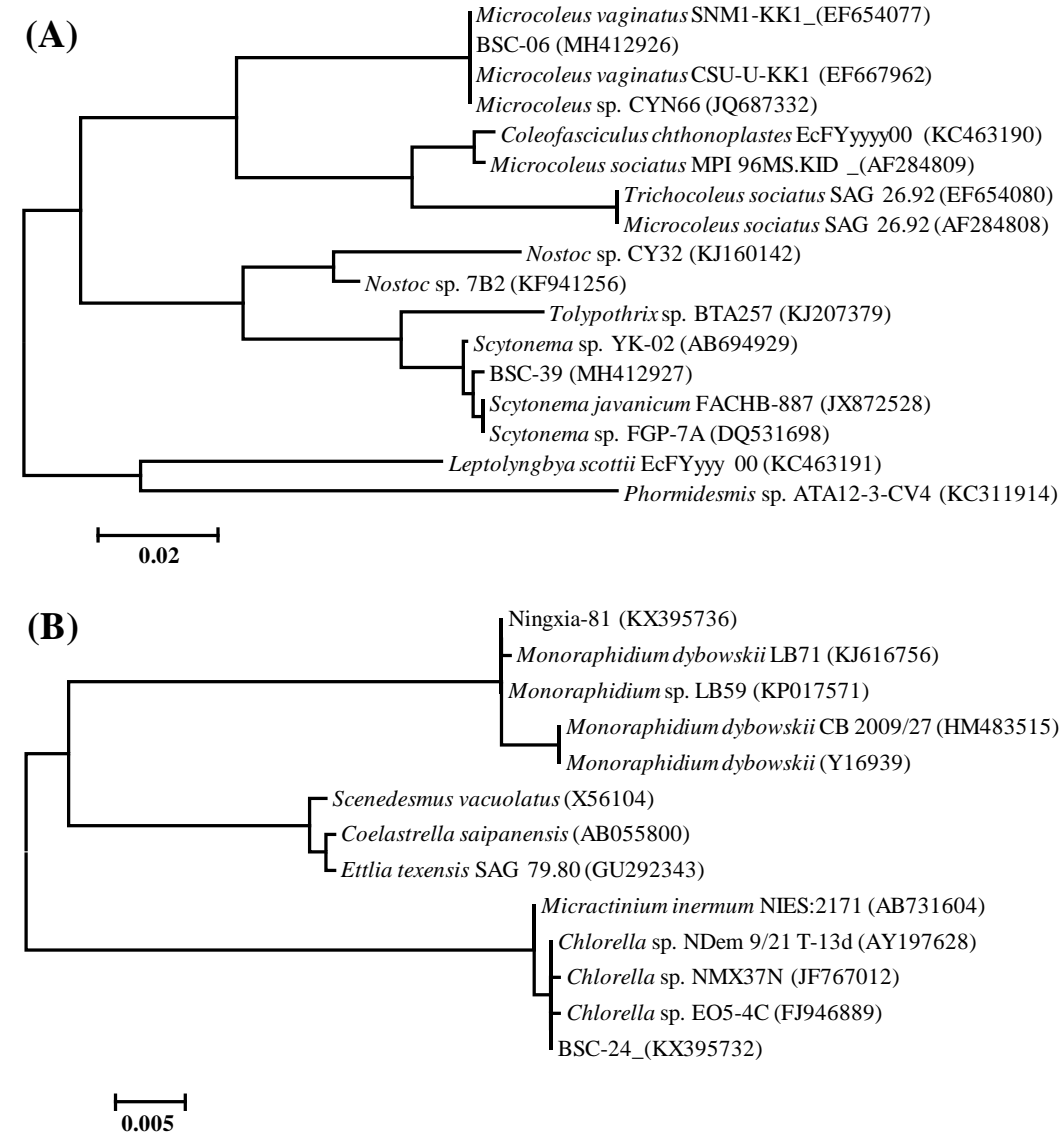 (A)
Microcoleus vaginatus SNM1-KK1_(EF654077)
BSC-06 (MH412926)
Microcoleus vaginatus CSU-U-KK1 (EF667962)
Microcoleus sp. CYN66 (JQ687332)
Coleofasciculus chthonoplastes EcFYyyyy00 (KC463190)
Microcoleus sociatus MPI 96MS.KID _(AF284809)
Trichocoleus sociatus SAG 26.92 (EF654080)
Microcoleus sociatus SAG 26.92 (AF284808)
Nostoc sp. CY32 (KJ160142)
Nostoc sp. 7B2 (KF941256)
Tolypothrix sp. BTA257 (KJ207379)
Scytonema sp. YK-02 (AB694929)
BSC-39 (MH412927)
Scytonema javanicum FACHB-887 (JX872528)
Scytonema sp. FGP-7A (DQ531698)
Leptolyngbya scottii EcFYyyy 00 (KC463191)
Phormidesmis sp. ATA12-3-CV4 (KC311914)
0.02
(B)
Ningxia-81 (KX395736)
Monoraphidium dybowskii LB71 (KJ616756)
Monoraphidium sp. LB59 (KP017571)
Monoraphidium dybowskii CB 2009/27 (HM483515)
Monoraphidium dybowskii (Y16939)
Scenedesmus vacuolatus (X56104)
Coelastrella saipanensis (AB055800)
Ettlia texensis SAG 79.80 (GU292343)
Micractinium inermum NIES:2171 (AB731604)
Chlorella sp. NDem 9/21 T-13d (AY197628)
Chlorella sp. NMX37N (JF767012)
Chlorella sp. EO5-4C (FJ946889)
BSC-24_(KX395732)
0.005